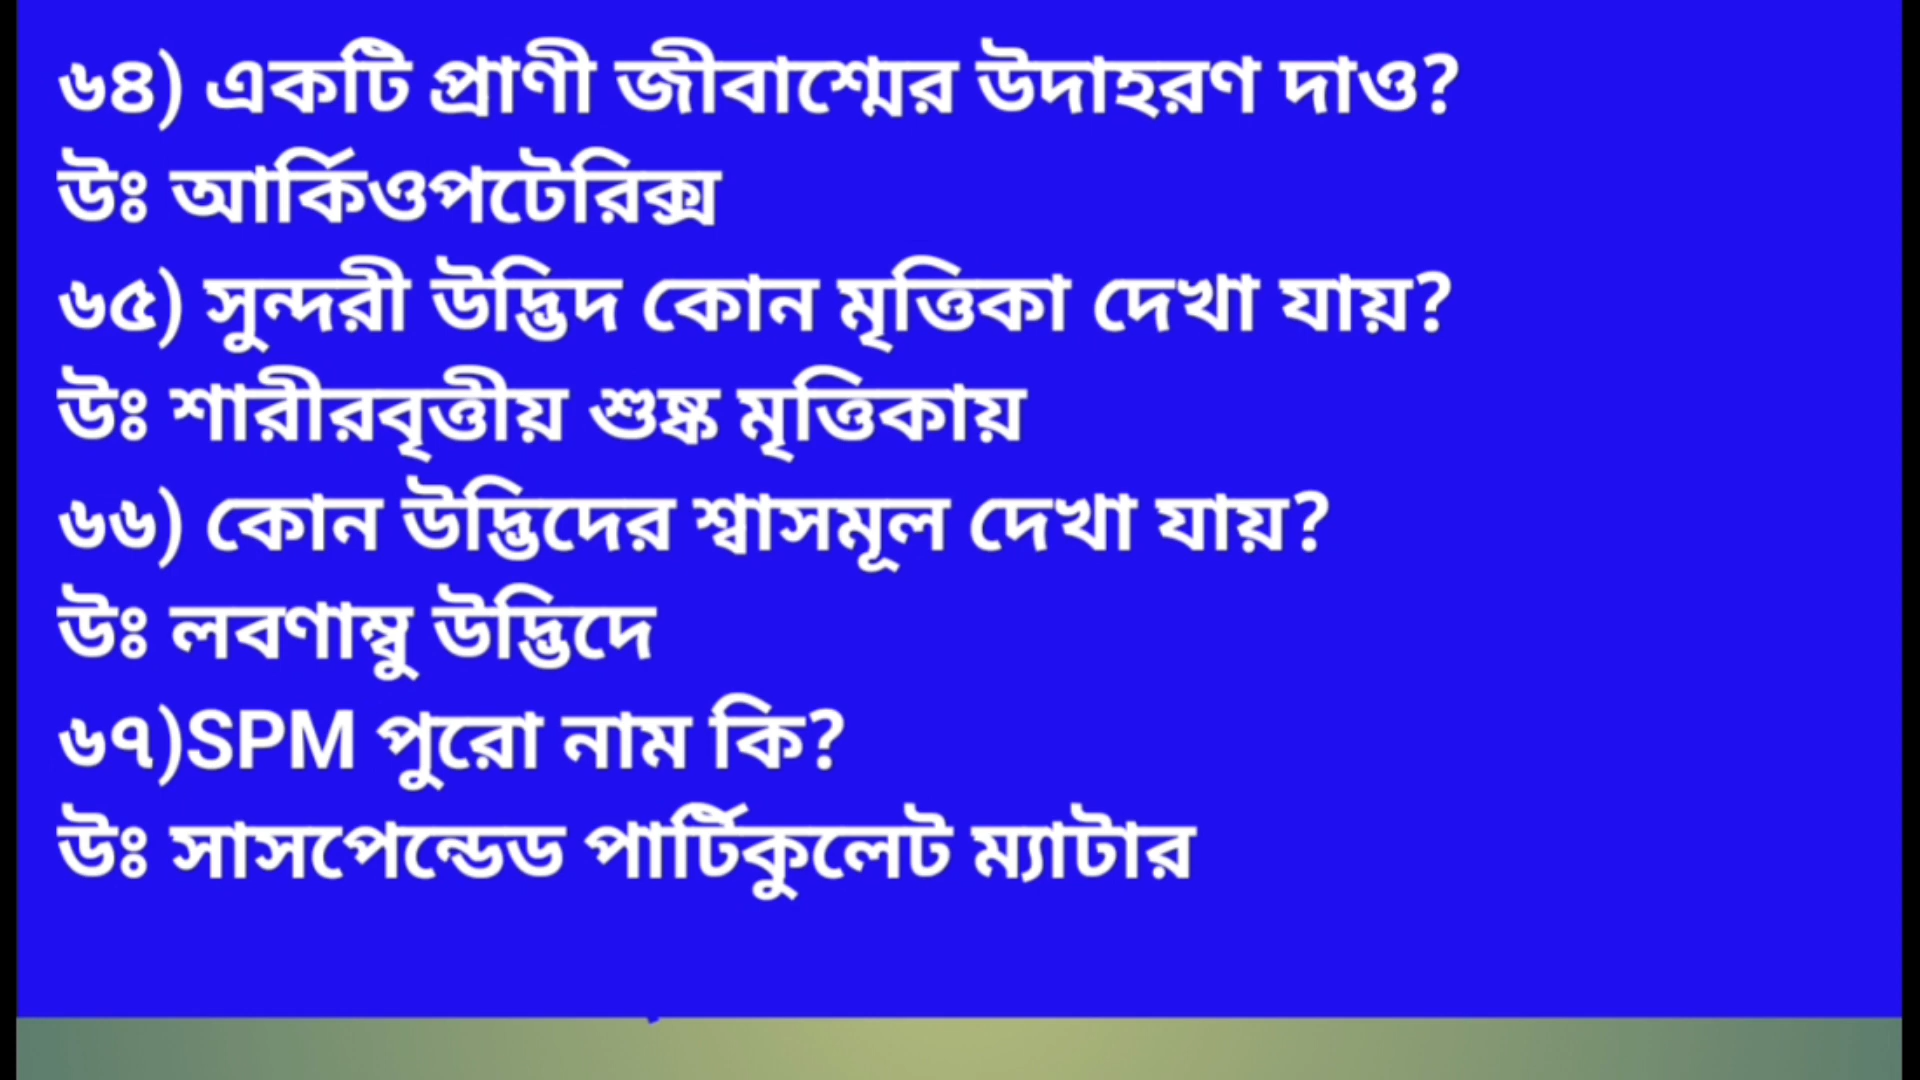 ৬৪) একটি প্রাণী জীবাশ্মের উদাহরণ দাও?
উঃ আর্কিওপটেরিক্স
৬৫) সুন্দরী উদ্ভিদ কোন মৃত্তিকা দেখা যায়?
উঃ শারীরবৃত্তীয় শুষ্ক মৃত্তিকায়
৬৬) কোন উদ্ভিদের শ্বাসমূল দেখা যায়?
উঃ লবণাম্বু উদ্ভিদে
৬৭)SPM পুরো নাম কি?
উঃ সাসপেন্ডেড পার্টিকুলেট ম্যাটার